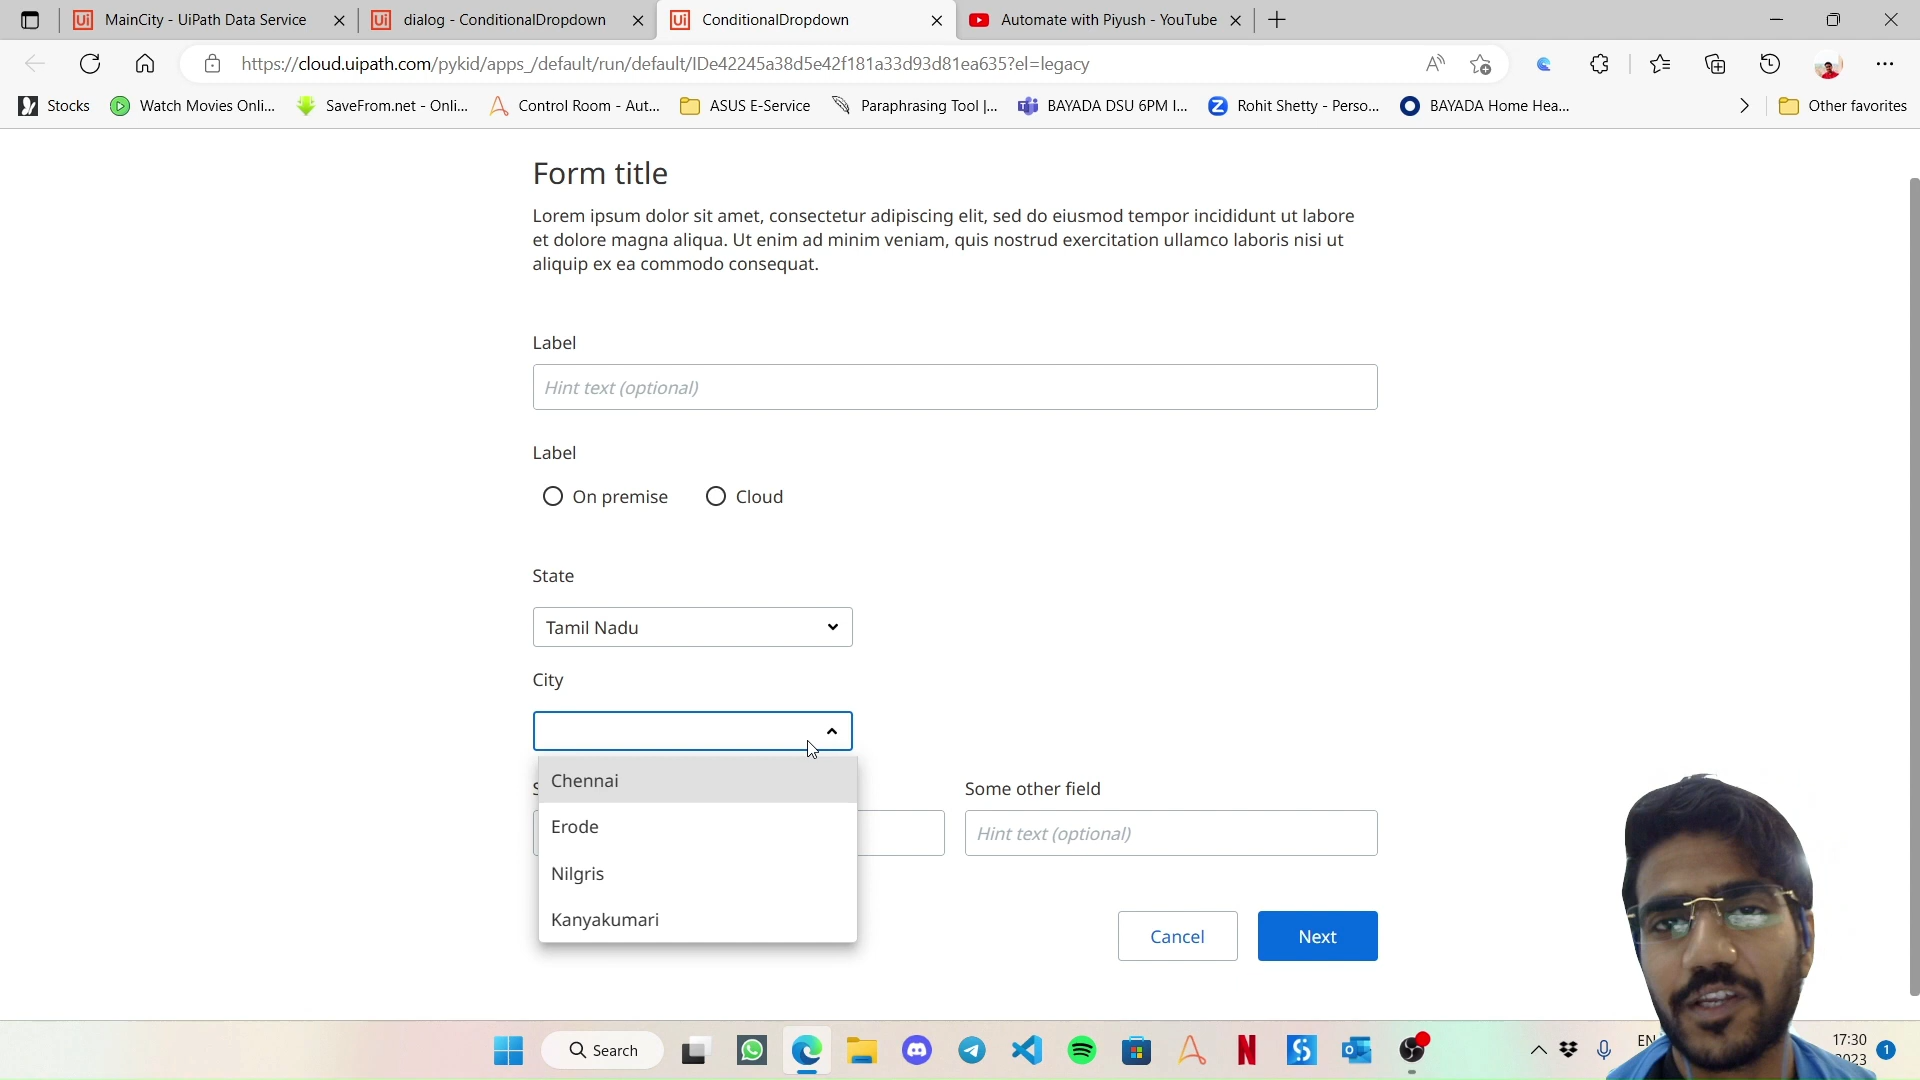 MainCity - UiPath Data Service
dialog - ConditionalDropdown
ConditionalDropdown
Automate with Piyush - YouTube
https://cloud.uipath.com/pykid/apps_/default/run/default/IDe42245a38d5e42f181a33d93d81ea635?el=legacy
Stocks
Watch Movies Onli...
SaveFrom.net - Onli...
Control Room - Aut...
ASUS E-Service
Paraphrasing Tool |...
BAYADA DSU 6PM I...
Rohit Shetty - Perso...
BAYADA Home Hea...
Other favorites
Form title
Lorem ipsum dolor sit amet, consectetur adipiscing elit, sed do eiusmod tempor incididunt ut labore
et dolore magna aliqua. Ut enim ad minim veniam, quis nostrud exercitation ullamco laboris nisi ut
aliquip ex ea commodo consequat.
Label
Hint text (optional)
Label
On premise
Cloud
State
Tamil Nadu
City
Chennai
Erode
Nilgris
Kanyakumari
Some other field
Hint text (optional)
Cancel
Next
Search
EN
17:30
2023
1